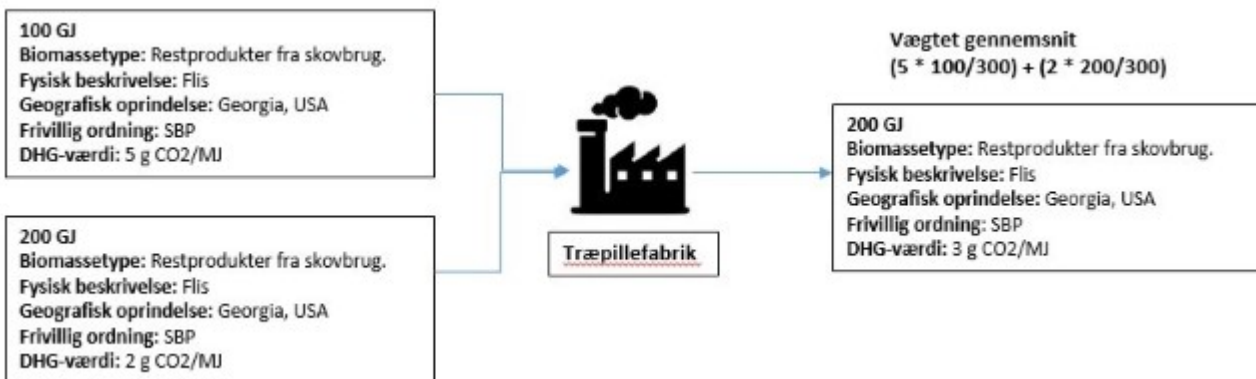 100 GJ
Biomassetype: Restprodukter fra skovbrug.
Fysisk beskrivelse: Flis
Geografisk oprindelse: Georgia, USA
Frivillig ordning: SBP
DHG-værdi: 5 g CO2/MJ
200 GJ
Biomassetype: Restprodukter fra skovbrug.
Fysisk beskrivelse: Flis
Geografisk oprindelse: Georgia, USA
Frivillig ordning: SBP
DHG-værdi: 2 g CO2/MJ
Træpillefabrik
Vægtet gennemsnit
(5 * 100/300) + (2 * 200/300)
200 GJ
Biomassetype: Restprodukter fra skovbrug.
Fysisk beskrivelse: Flis
Geografisk oprindelse: Georgia, USA
Frivillig ordning: SBP
DHG-værdi: 3 g CO2/MJ